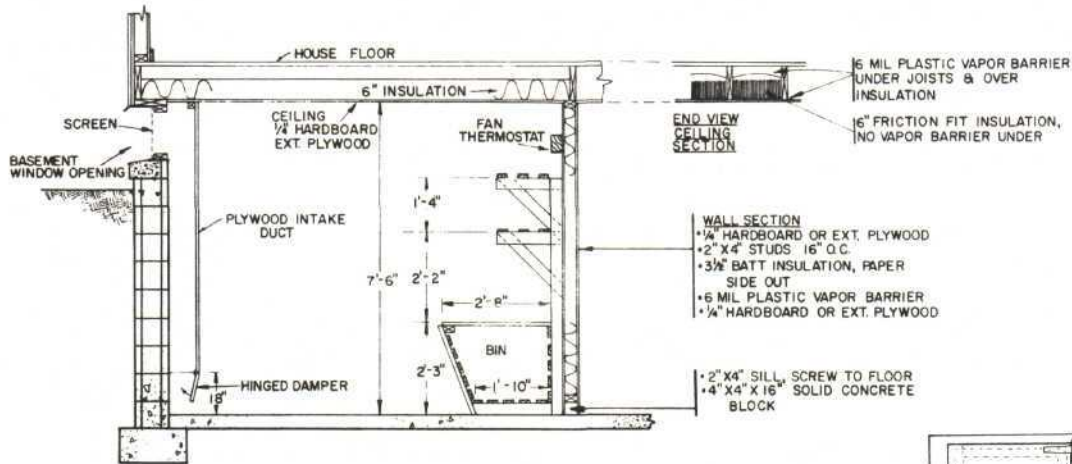 HOUSE FLOOR
6" INSULATION
CEILING
1/4" HARDBOARD
EXT. PLYWOOD
FAN
THERMOSTAT
END VIEW
CEILING
SECTION
6 MIL PLASTIC VAPOR BARRIER
UNDER JOISTS & OVER
INSULATION
6" FRICTION FIT INSULATION,
NO VAPOR BARRIER UNDER
SCREEN
BASEMENT
WINDOW OPENING
PLYWOOD INTAKE
DUCT
7'-6"
1'-4"
2'-2"
2'-8"
2'-3"
BIN
1'-10"
HINGED DAMPER
18"
WALL SECTION
•1/4" HARDBOARD OR EXT. PLYWOOD
•2" X 4" STUDS 16" O.C.
•3 1/2" BATT INSULATION, PAPER
SIDE OUT
•6 MIL PLASTIC VAPOR BARRIER
•1/4" HARDBOARD OR EXT. PLYWOOD
•2" X 4" SILL, SCREW TO FLOOR
•4" X 4" X 16" SOLID CONCRETE
BLOCK